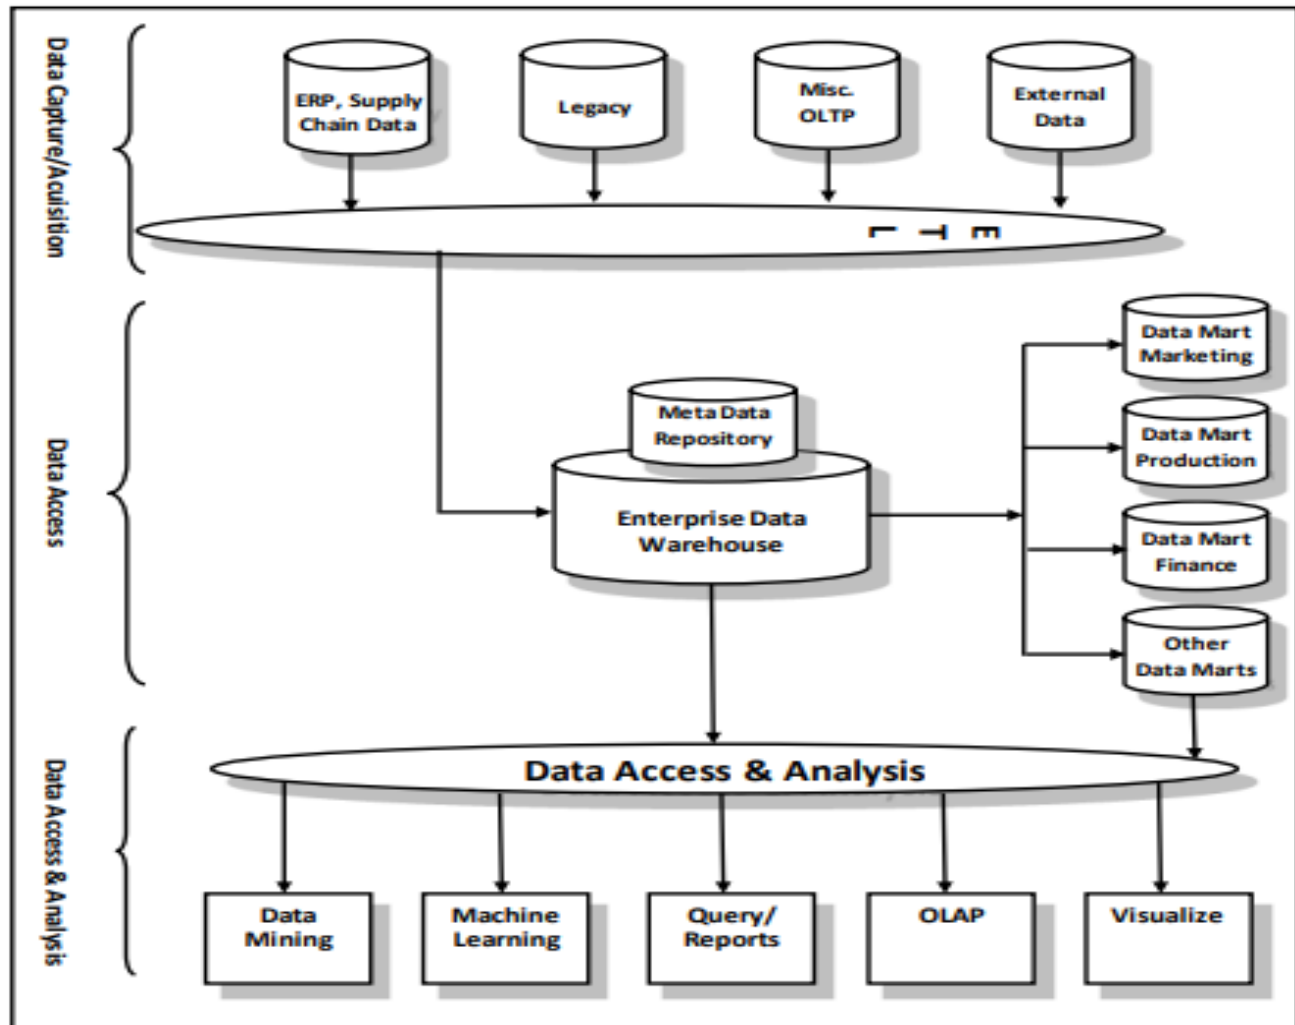 Data Capture/Acuisition
ERP, Supply
Chain Data
Legacy
Misc.
OLTP
External
Data
E
T
L
Data Access
Meta Data
Repository
Enterprise Data
Warehouse
Data Mart
Marketing
Data Mart
Production
Data Mart
Finance
Other
Data Marts
Data Access & Analysis
Data Access & Analysis
Data
Mining
Machine
Learning
Query/
Reports
OLAP
Visualize